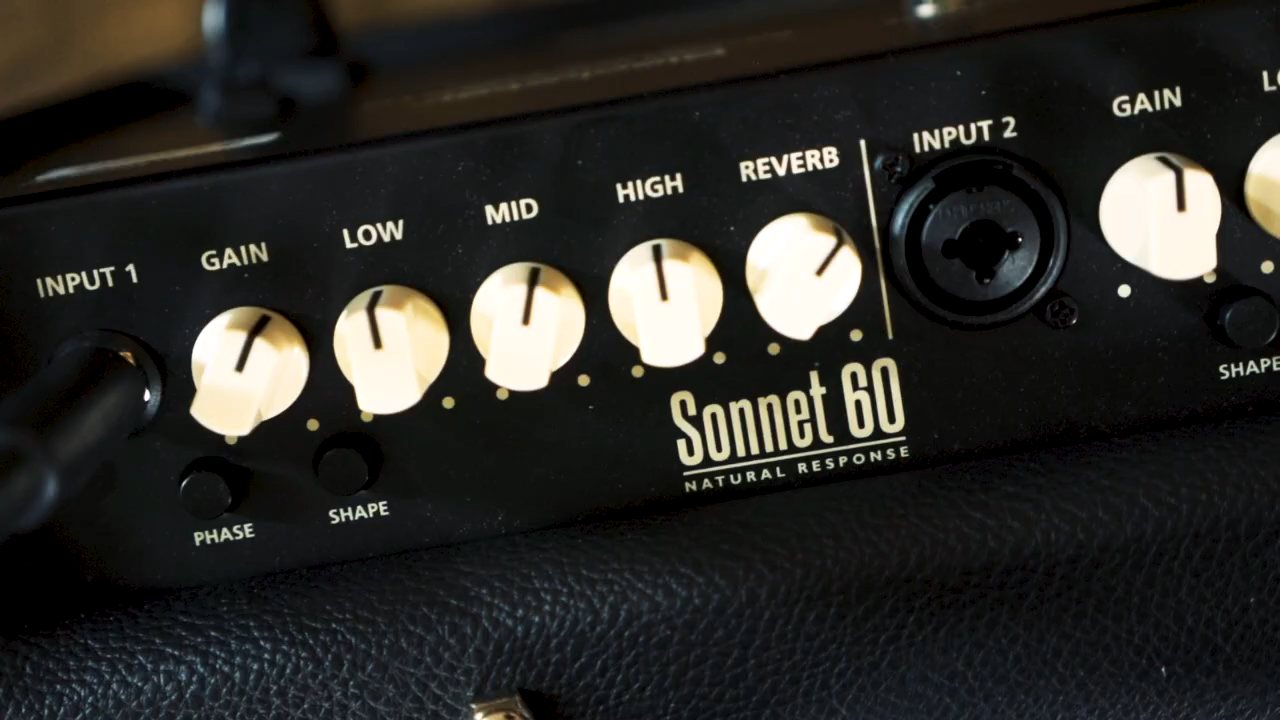 INPUT 1
GAIN
LOW
MID
HIGH
REVERB
INPUT 2
GAIN
PHASE
SHAPE
Sonnet 60
NATURAL RESPONSE
SHAPE